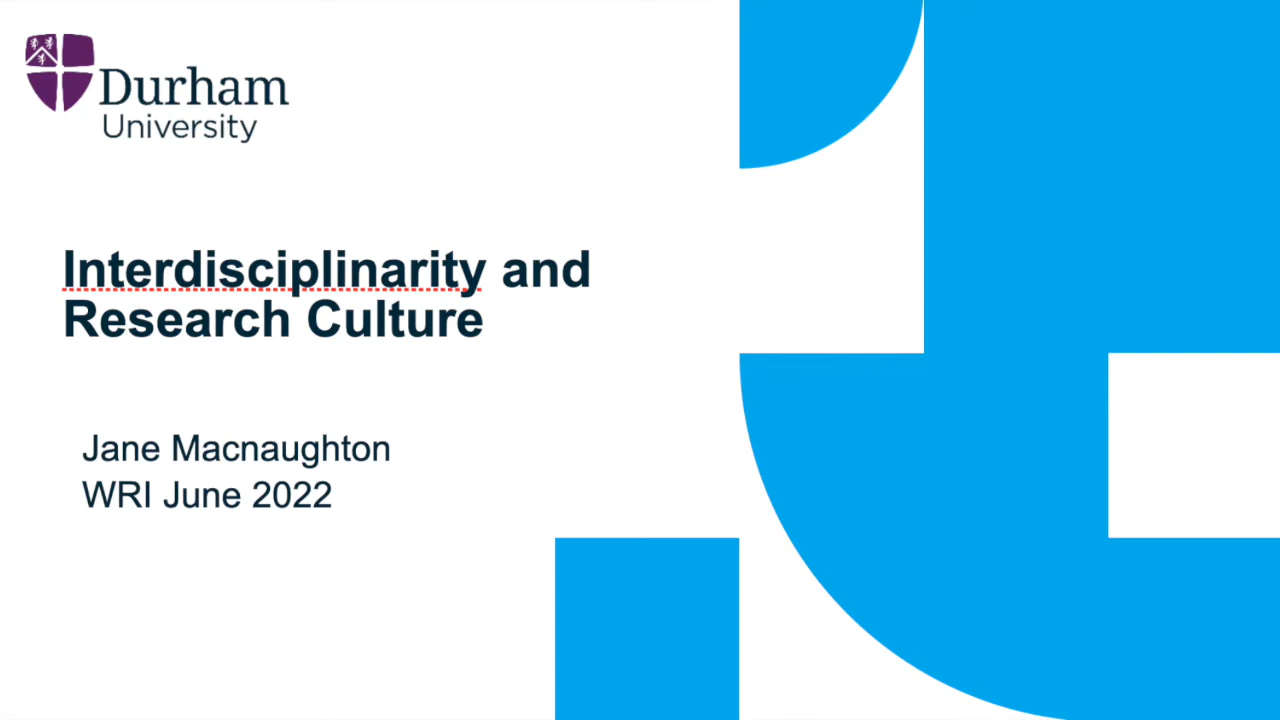 Durham
University
Interdisciplinarity and
Research Culture
Jane Macnaughton
WRI June 2022